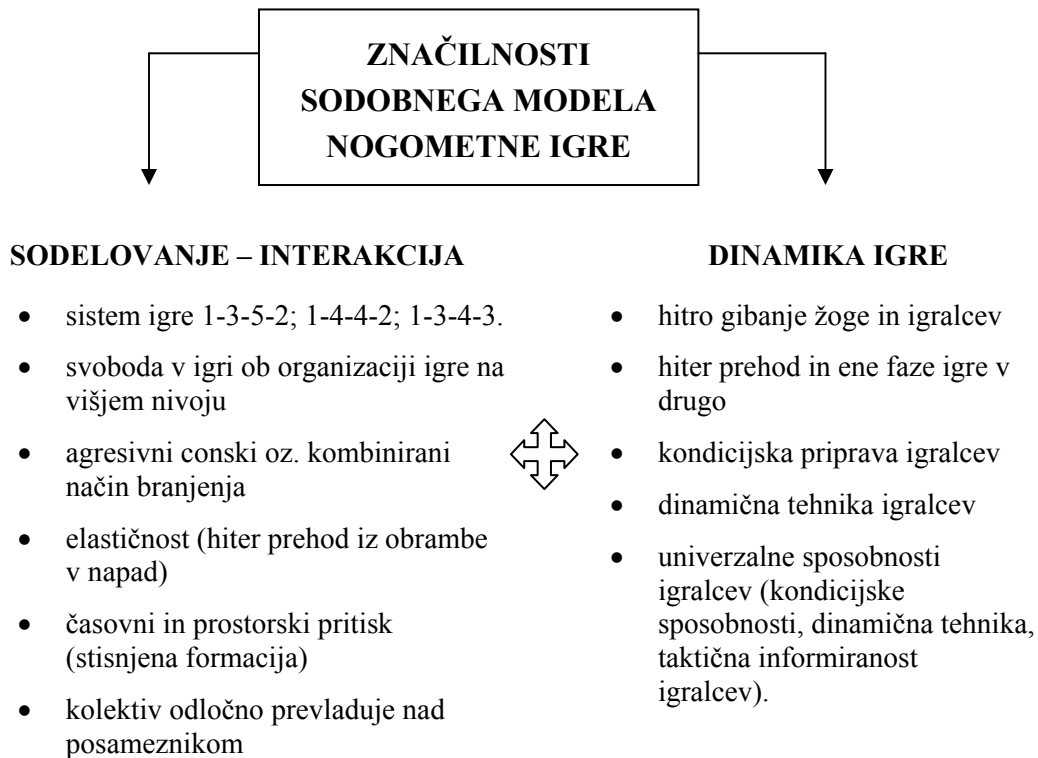 ZNAČILNOSTI
SODOBNEGA MODELA
NOGOMETNE IGRE
SODELOVANJE – INTERAKCIJA
• sistem igre 1-3-5-2; 1-4-4-2; 1-3-4-3.
• svoboda v igri ob organizaciji igre na
višjem nivoju
• agresivni conski oz. kombinirani
način branjenja
• elastičnost (hiter prehod iz obrambe
v napad)
• časovni in prostorski pritisk
(stisnjena formacija)
• kolektiv odločno prevladuje nad
posameznikom
DINAMIKA IGRE
• hitro gibanje žoge in igralcev
• hiter prehod in ene faze igre v
drugo
• kondicijska priprava igralcev
• dinamična tehnika igralcev
• univerzalne sposobnosti
igralcev (kondicijske
sposobnosti, dinamična tehnika,
taktična informiranost
igralcev).